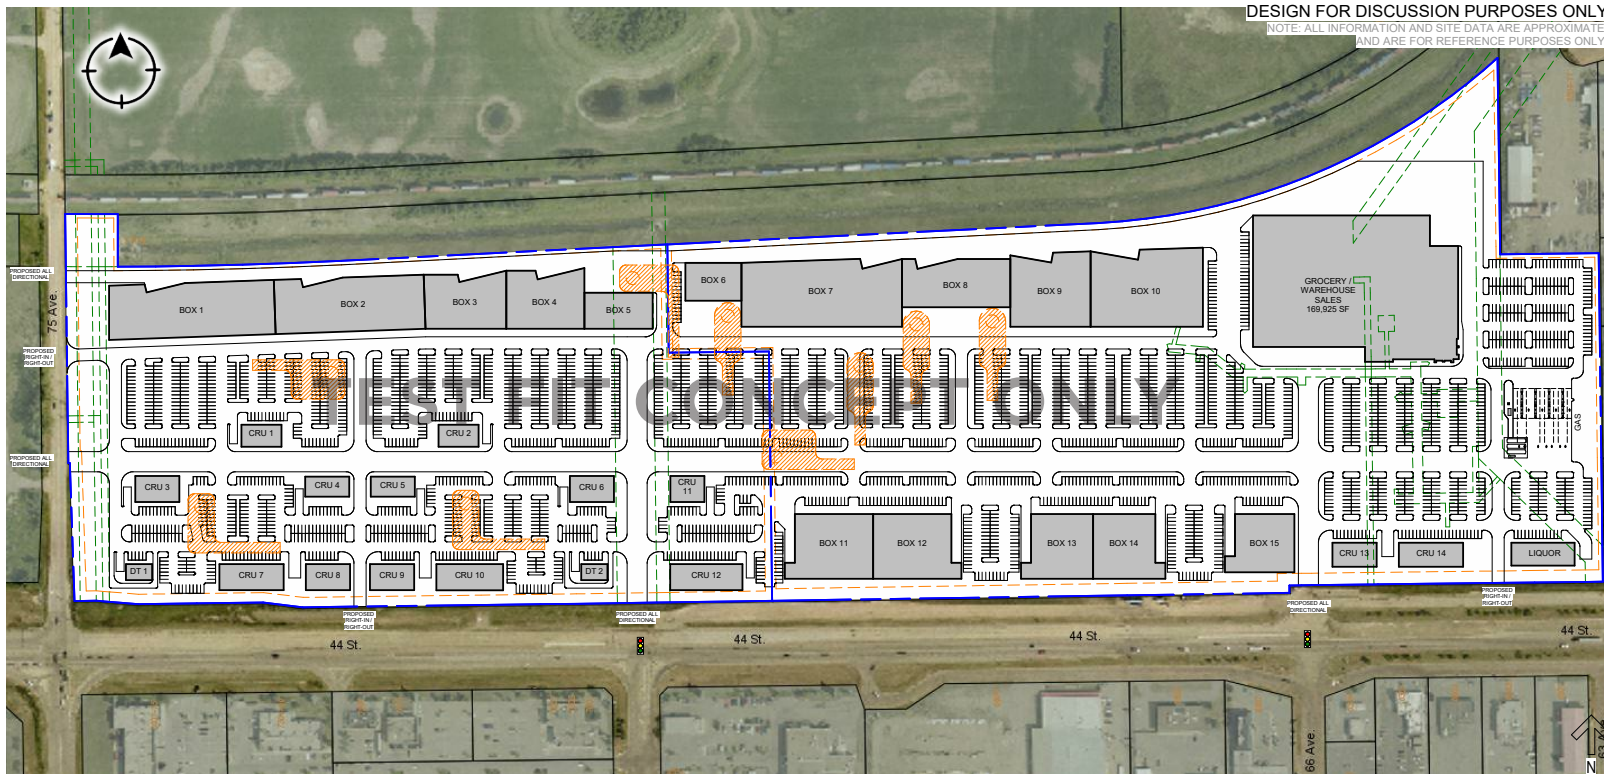 DESIGN FOR DISCUSSION PURPOSES ONLY
NOTE: ALL INFORMATION AND SITE DATA ARE APPROXIMATE
AND ARE FOR REFERENCE PURPOSES ONLY
PROPOSED ALL
DIRECTIONAL
75 Ave.
PROPOSED
RIGHT-IN /
RIGHT-OUT
PROPOSED ALL
DIRECTIONAL
BOX 1
BOX 2
BOX 3
BOX 4
BOX 5
BOX 6
BOX 7
BOX 8
BOX 9
BOX 10
GROCERY /
WAREHOUSE
SALES
169,925 SF
TEST FIT CONCEPT ONLY
GAS
CRU 1
CRU 2
CRU 3
CRU 4
CRU 5
CRU 6
CRU
11
BOX 11
BOX 12
BOX 13
BOX 14
BOX 15
CRU 13
CRU 14
LIQUOR
DT 1
CRU 7
CRU 8
CRU 9
CRU 10
DT 2
CRU 12
PROPOSED
RIGHT-IN /
RIGHT-OUT
PROPOSED ALL
DIRECTIONAL
PROPOSED ALL
DIRECTIONAL
PROPOSED
RIGHT-IN /
RIGHT-OUT
44 St.
44 St.
44 St.
44 St.
66 Ave.
63 Ave
N